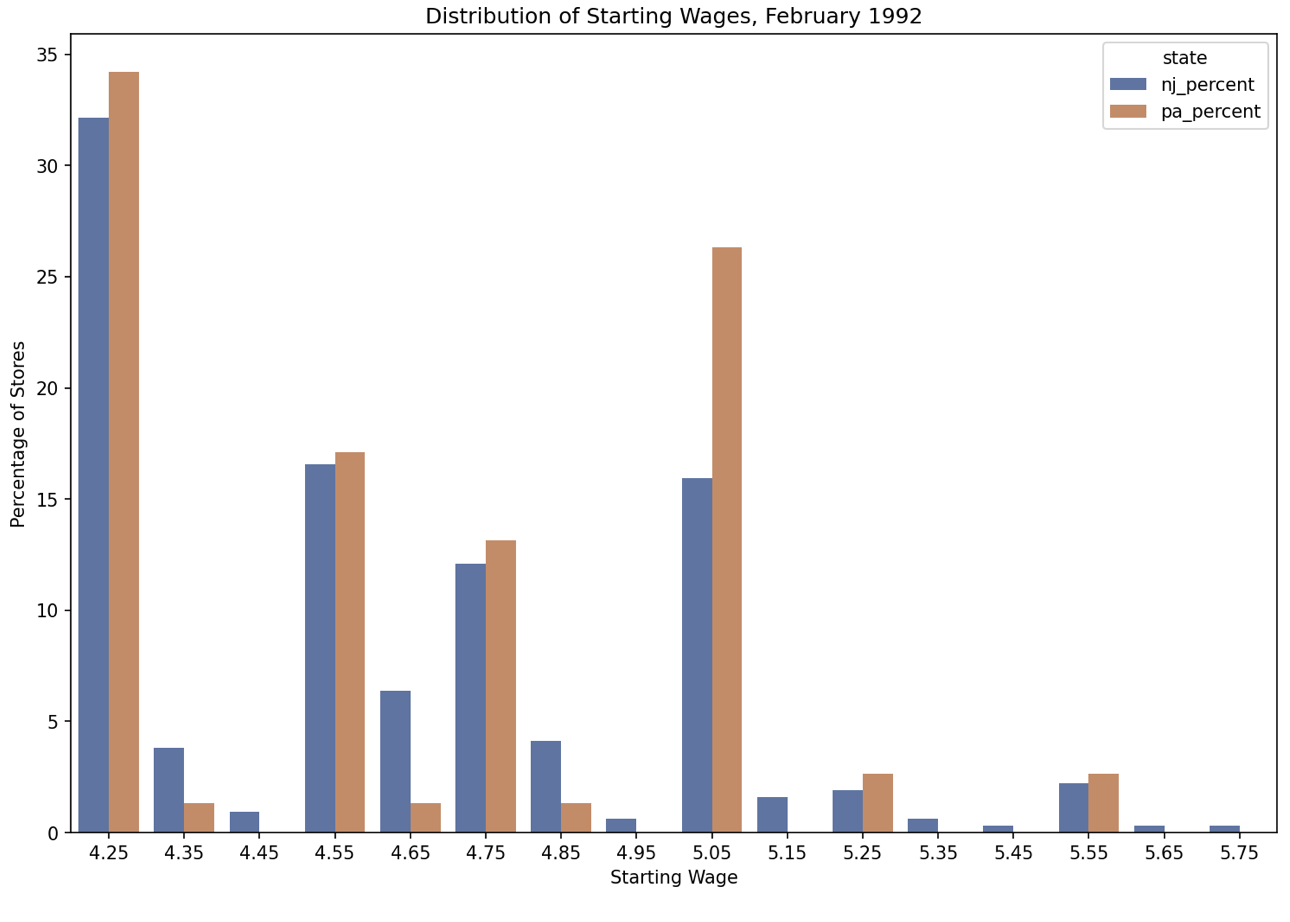 Distribution of Starting Wages, February 1992
state
nj_percent
pa_percent
35
30
25
20
15
10
5
0
Percentage of Stores
4.25 4.35 4.45 4.55 4.65 4.75 4.85 4.95 5.05 5.15 5.25 5.35 5.45 5.55 5.65 5.75
Starting Wage